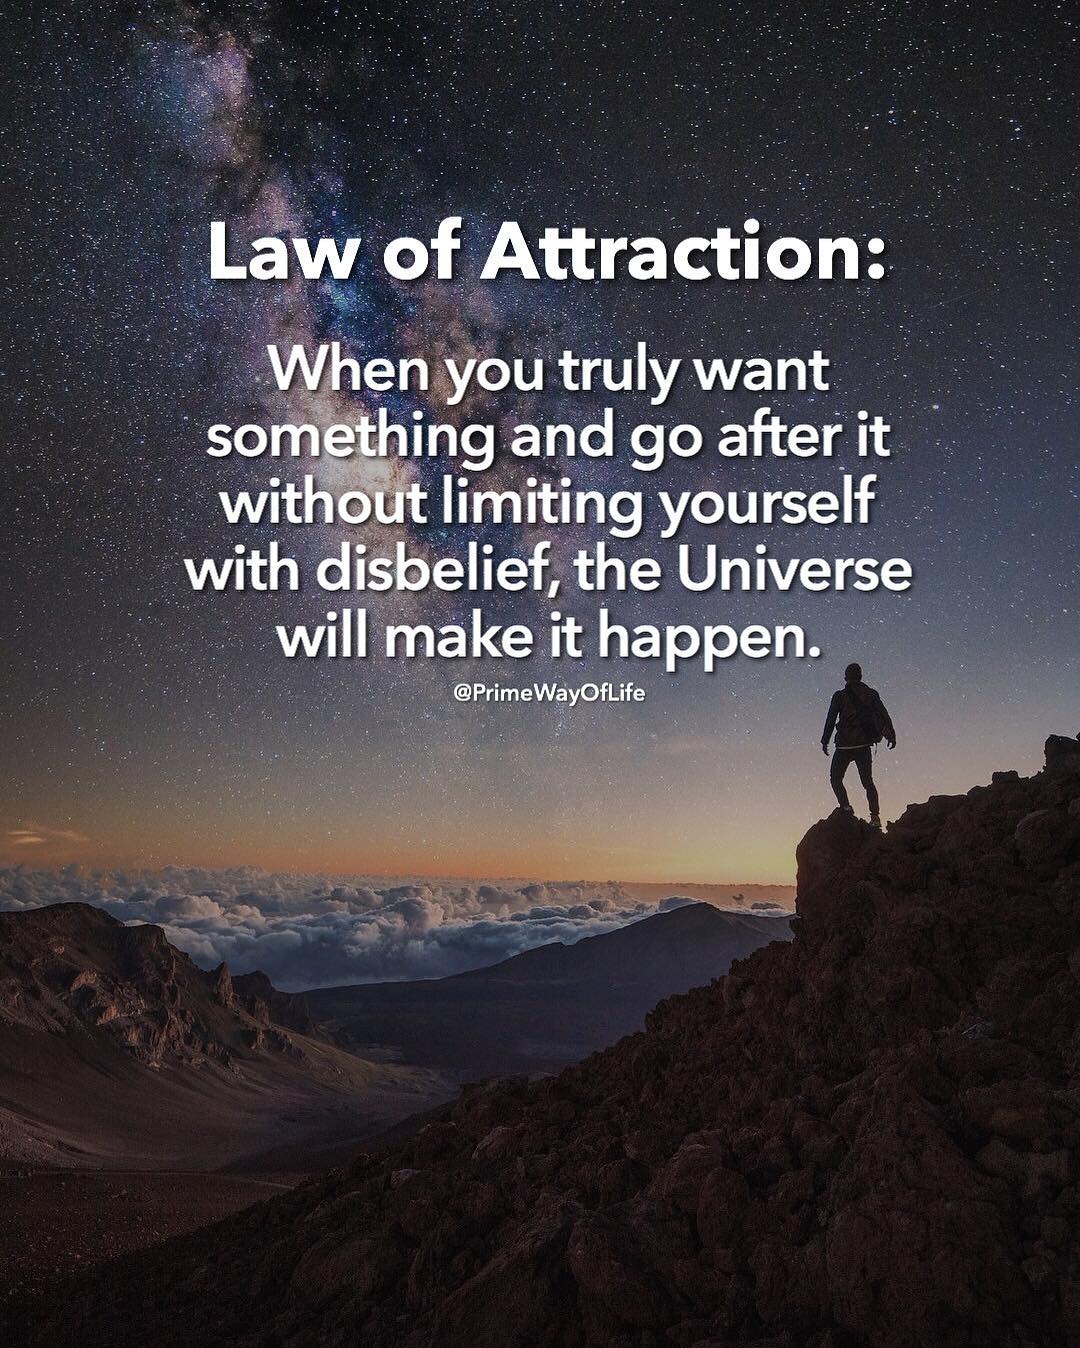 Law of Attraction:
When you truly want
something and go after it
without limiting yourself
with disbelief, the Universe
will make it happen.
@PrimeWayOfLife